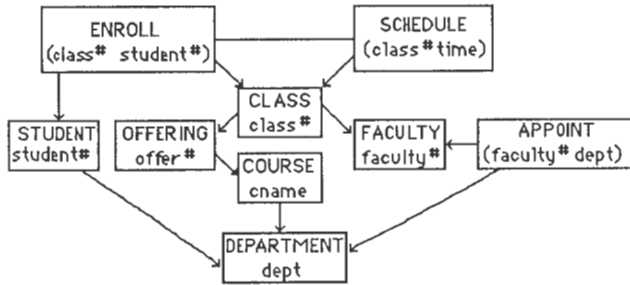 ENROLL
(class# student#)
SCHEDULE
(class# time)
CLASS
class#
STUDENT
student#
OFFERING
offer#
FACULTY
faculty#
APPOINT
(faculty# dept)
COURSE
cname
DEPARTMENT
dept